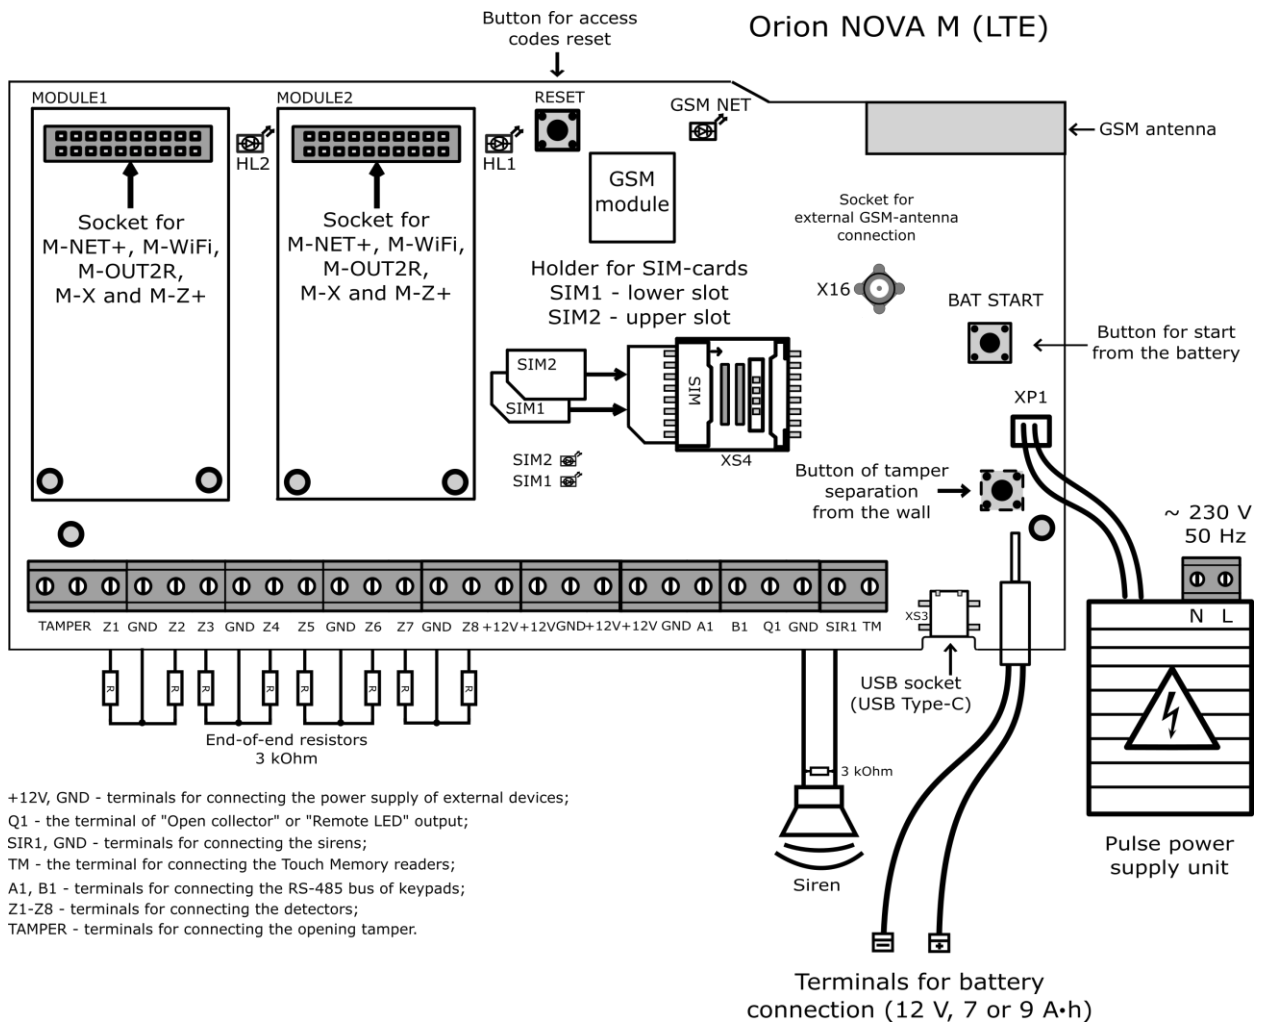 Button for access
codes reset
Orion NOVA M (LTE)
MODULE1
MODULE2
RESET
GSM NET
GSM antenna
HL2
HL1
GSM
module
Socket for
M-NET+, M-WiFi,
M-OUT2R,
M-X and M-Z+
Socket for
M-NET+, M-WiFi,
M-OUT2R,
M-X and M-Z+
Socket for
external GSM-antenna
connection
Holder for SIM-cards
SIM1 - lower slot
SIM2 - upper slot
X16
BAT START
Button for start
from the battery
SIM2
SIM1
SIM
XS4
XP1
SIM2
SIM1
Button of tamper
separation
from the wall
~ 230 V
50 Hz
N L
TAMPER Z1 GND Z2 Z3 GND Z4 Z5 GND Z6 Z7 GND Z8 +12V +12V GND +12V +12V GND A1 B1 Q1 GND SIR1 TM
XS3
R R R R R R R R
USB socket
(USB Type-C)
End-of-end resistors
3 kOhm
3 kOhm
+12V, GND - terminals for connecting the power supply of external devices;
Q1 - the terminal of "Open collector" or "Remote LED" output;
SIR1, GND - terminals for connecting the sirens;
TM - the terminal for connecting the Touch Memory readers;
A1, B1 - terminals for connecting the RS-485 bus of keypads;
Z1-Z8 - terminals for connecting the detectors;
TAMPER - terminals for connecting the opening tamper.
Siren
Pulse power
supply unit
Terminals for battery
connection (12 V, 7 or 9 A•h)